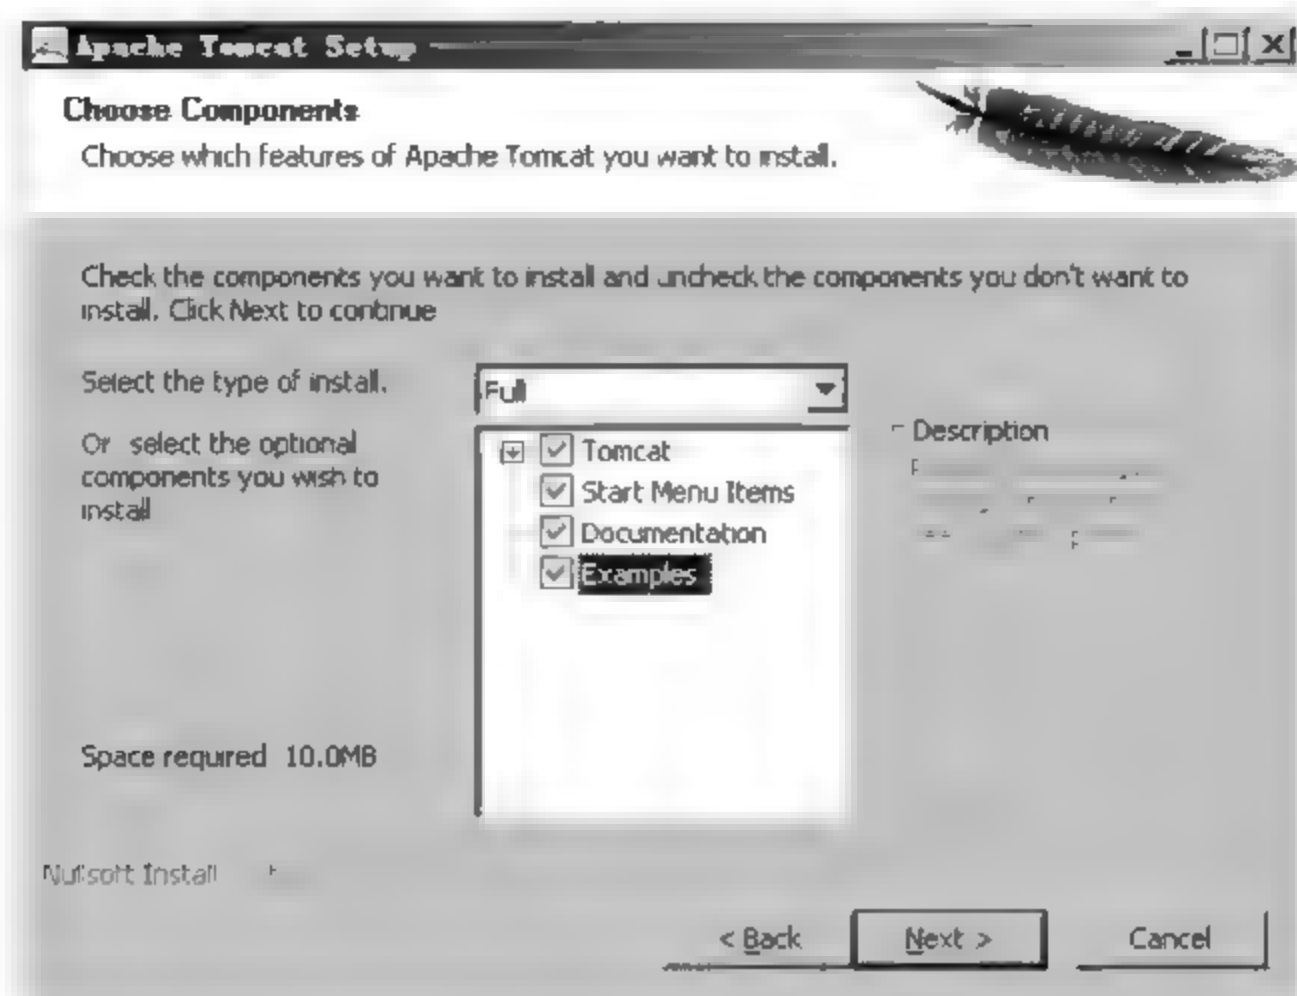 Apache Tomcat Setup
Choose Components
Choose which features of Apache Tomcat you want to install.
Check the components you want to install and uncheck the components you don't want to
install. Click Next to continue
Select the type of install.
Full
Or select the optional
components you wish to
install
Tomcat
Start Menu Items
Documentation
Examples
Description
Space required 10.0MB
Nullsoft Install
< Back
Next >
Cancel